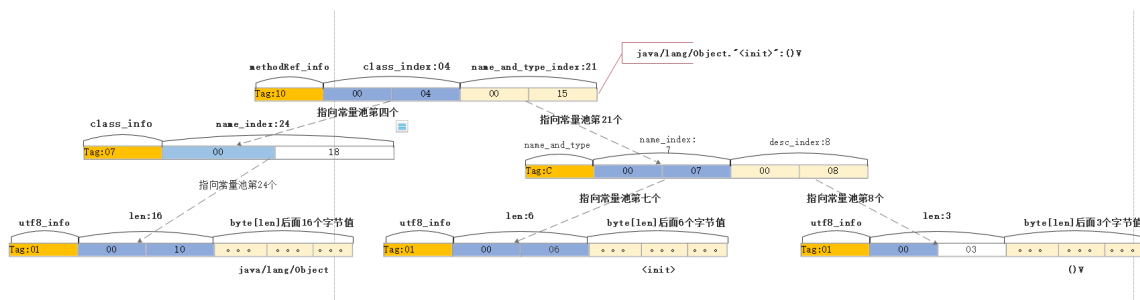 java/lang/Object."<init>":()V
methodRef_info
class_index:04
name_and_type_index:21
Tag:10
00
04
00
15
指向常量池第四个
指向常量池第21个
class_info
name_index:24
Tag:07
00
18
name_and_type
name_index:
7
desc_index:8
Tag:C
00
07
00
08
指向常量池第24个
指向常量池第七个
指向常量池第8个
utf8_info
len:16
byte[len]后面16个字节值
Tag:01
00
10
java/lang/Object
utf8_info
len:6
byte[len]后面6个字节值
Tag:01
00
06
<init>
utf8_info
len:3
byte[len]后面3个字节值
Tag:01
00
03
()V